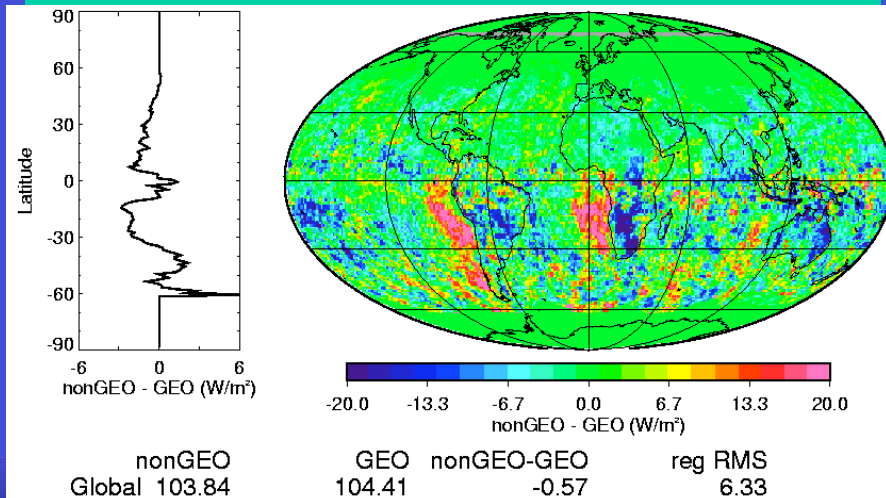 90
60
30
0
-30
-60
-90
Latitude
-6 0 6
nonGEO - GEO (W/m²)
-20.0 -13.3 -6.7 0.0 6.7 13.3 20.0
nonGEO - GEO (W/m²)
nonGEO GEO nonGEO-GEO reg RMS
Global 103.84 104.41 -0.57 6.33